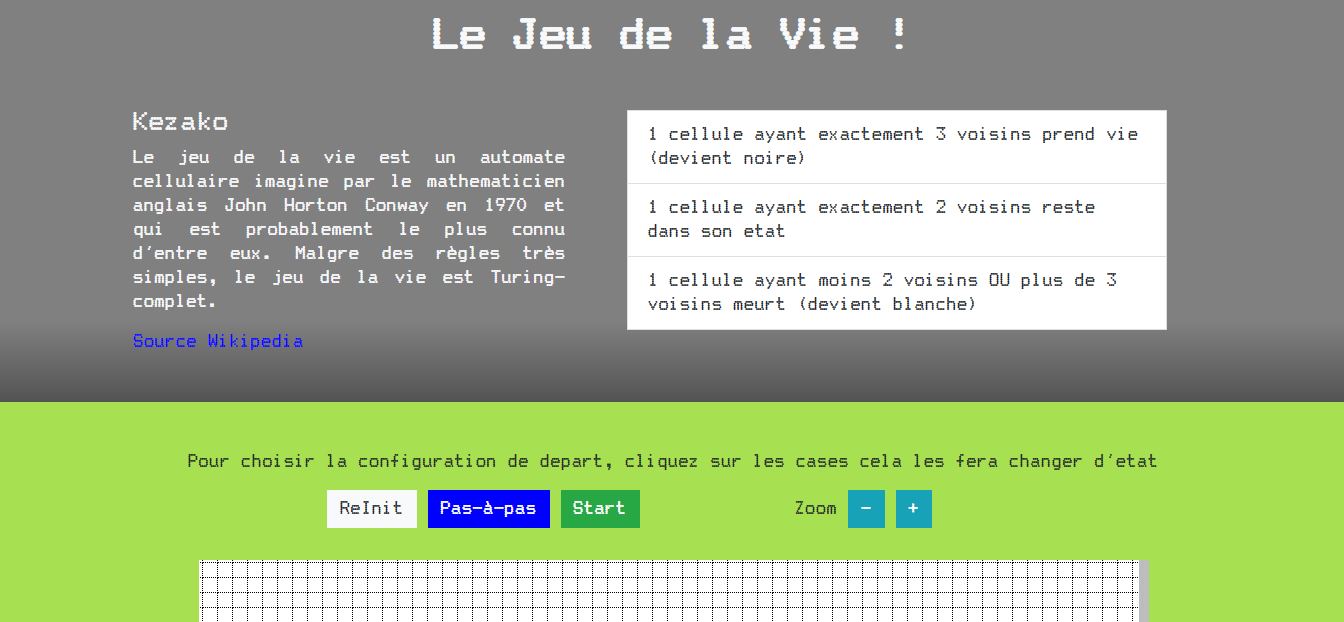 Le Jeu de la Vie !
Kezako
Le jeu de la vie est un automate
cellulaire imagine par le mathematicien
anglais John Horton Conway en 1970 et
qui est probablement le plus connu
d'entre eux. Malgre des règles très
simples, le jeu de la vie est Turing-
complet.
Source Wikipedia
1 cellule ayant exactement 3 voisins prend vie
(devient noire)
1 cellule ayant exactement 2 voisins reste
dans son etat
1 cellule ayant moins 2 voisins OU plus de 3
voisins meurt (devient blanche)
Pour choisir la configuration de depart, cliquez sur les cases cela les fera changer d'etat
ReInit Pas-à-pas Start Zoom - +